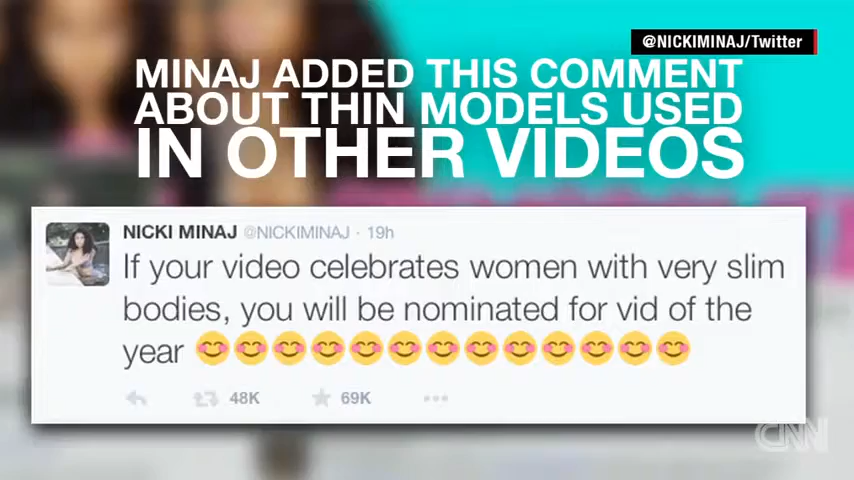 @NICKIMINAJ/Twitter
MINAJ ADDED THIS COMMENT
ABOUT THIN MODELS USED
IN OTHER VIDEOS
NICKI MINAJ @NICKIMINAJ · 19h
If your video celebrates women with very slim
bodies, you will be nominated for vid of the
year 😊😊😊😊😊😊😊😊😊😊😊😊😊
48K 69K
CNN